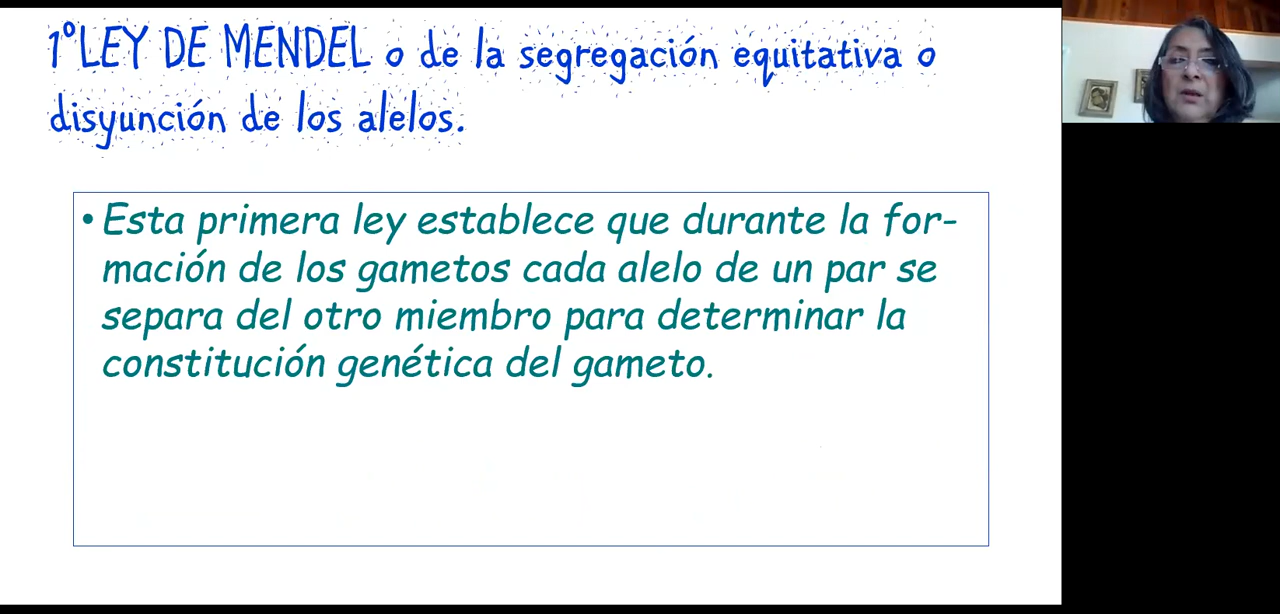 1°LEY DE MENDEL o de la segregación equitativa o
disyunción de los alelos.
• Esta primera ley establece que durante la for-
mación de los gametos cada alelo de un par se
separa del otro miembro para determinar la
constitución genética del gameto.